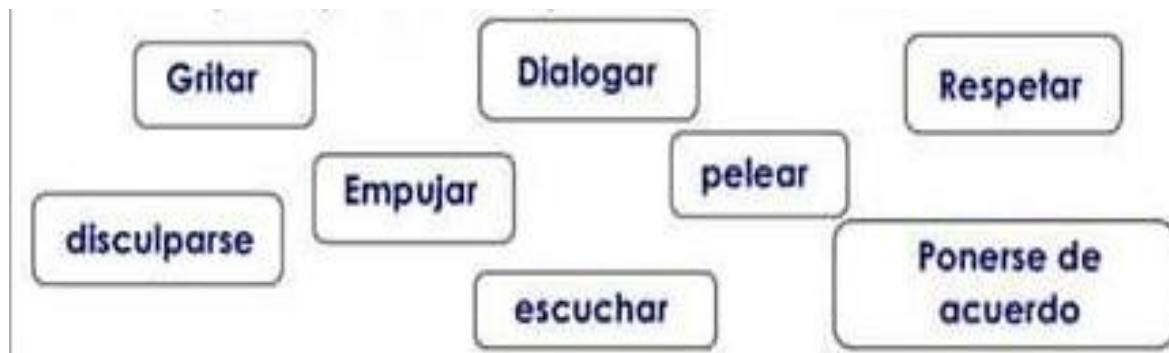 Gritar
Dialogar
Respetar
Empujar
pelear
disculparse
Ponerse de
acuerdo
escuchar